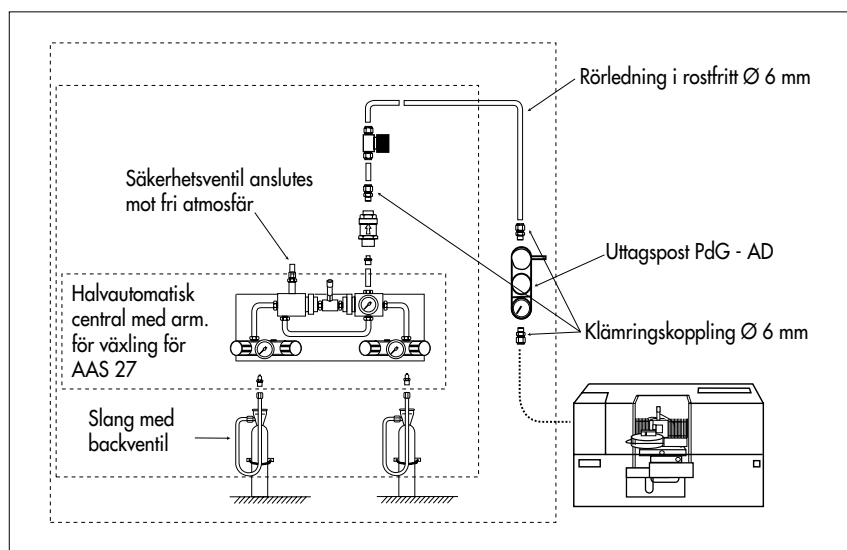 Rörledning i rostfritt Ø 6 mm
Säkerhetsventil anslutes
mot fri atmosfär
Uttagspost PdG - AD
Halvautomatisk
central med arm.
för växling för
AAS 27
Klämringskoppling Ø 6 mm
Slang med
backventil